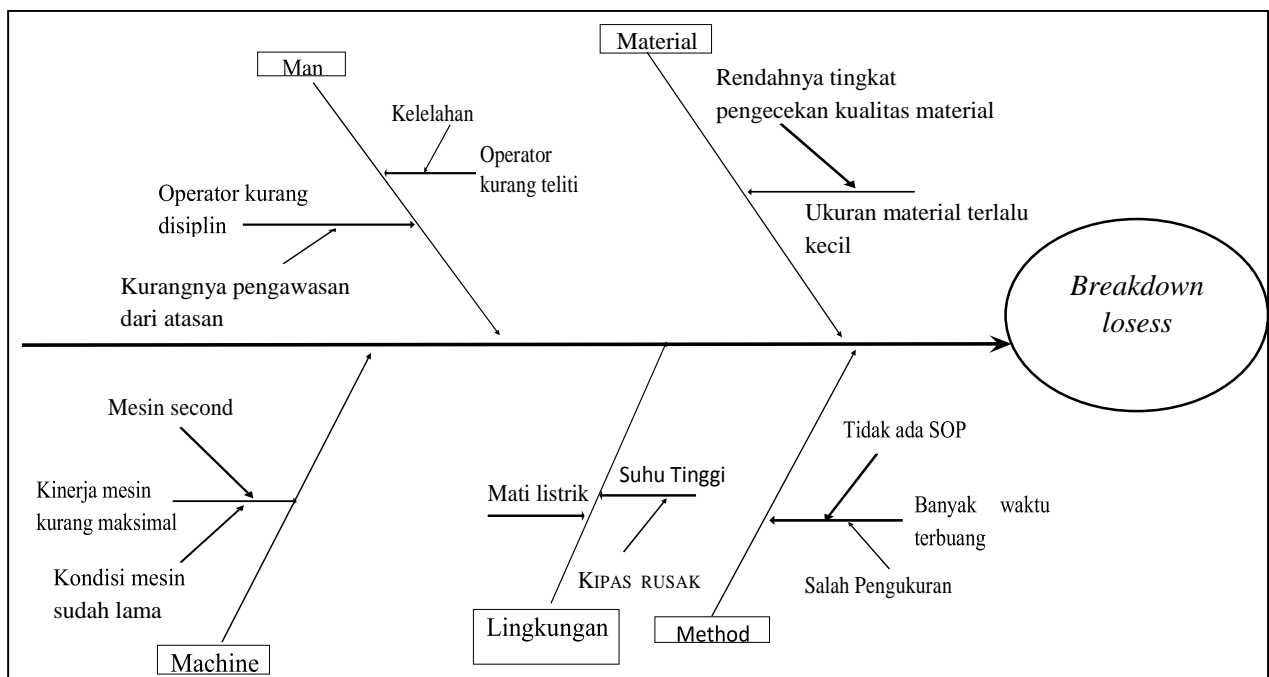 Material
Man
Rendahnya tingkat
pengecekan kualitas material
Kelelahan
Operator
kurang teliti
Operator kurang
disiplin
Ukuran material terlalu
kecil
Kurangnya pengawasan
dari atasan
Breakdown
losess
Mesin second
Tidak ada SOP
Kinerja mesin
kurang maksimal
Mati listrik
Suhu Tinggi
Banyak waktu
terbuang
Kondisi mesin
sudah lama
KIPAS RUSAK
Salah Pengukuran
Lingkungan
Method
Machine